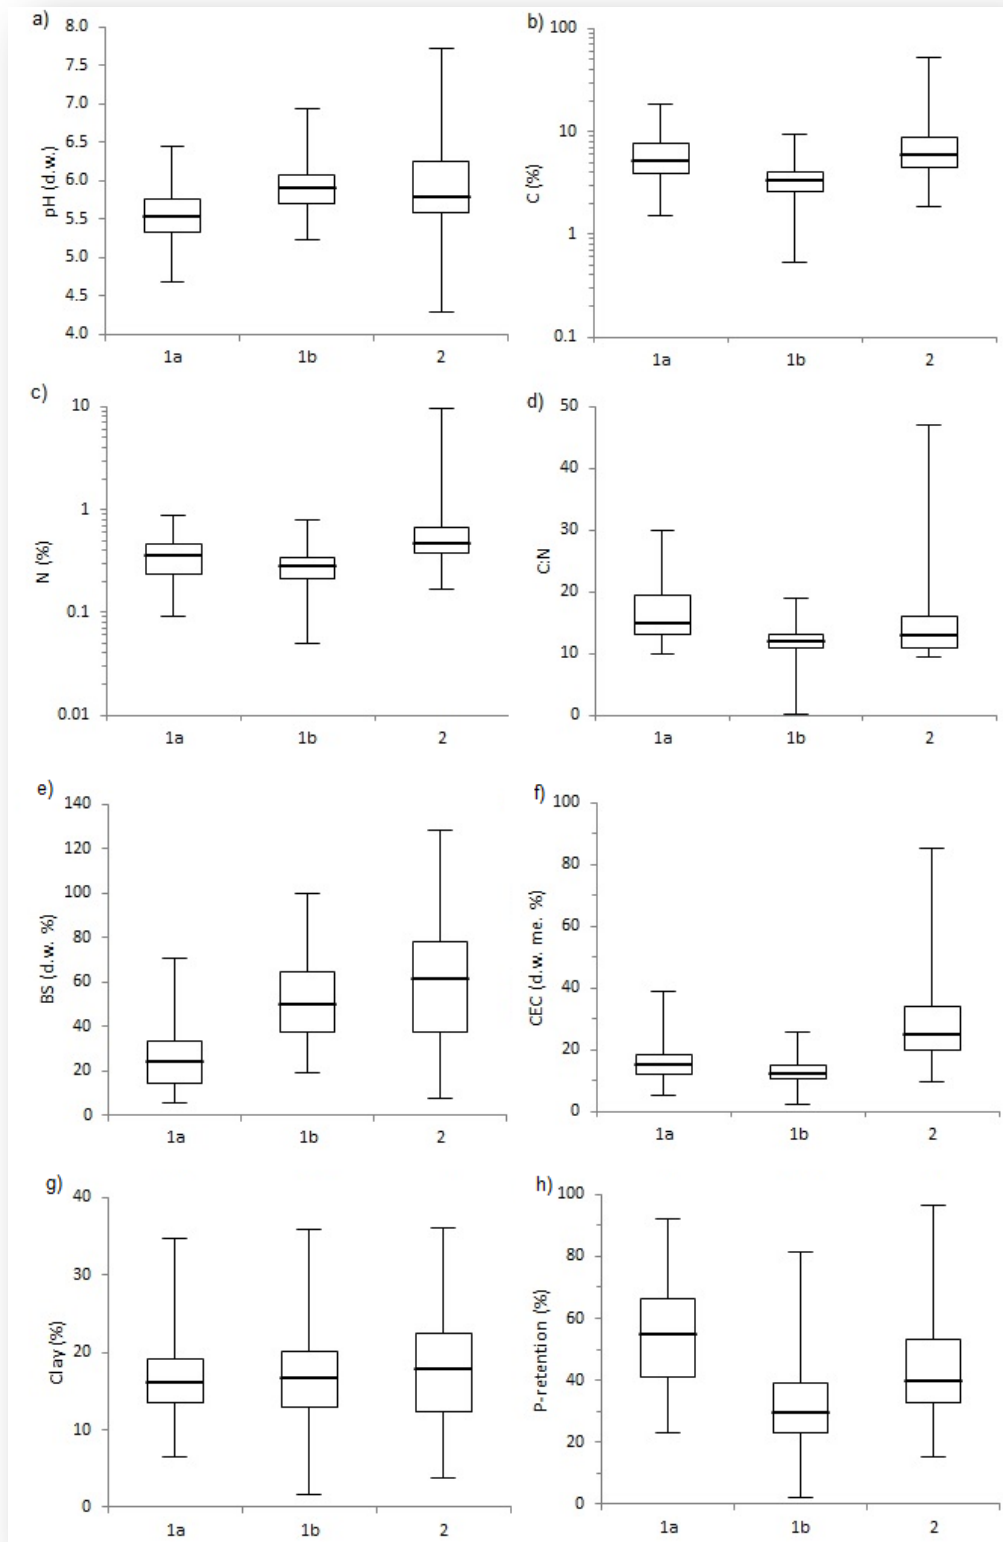 a)
8.0
7.5
7.0
6.5
6.0
5.5
5.0
4.5
4.0
pH (d.w.)
1a 1b 2
b)
100
10
1
0.1
C (%)
1a 1b 2
c)
10
1
0.1
0.01
N (%)
1a 1b 2
d)
50
40
30
20
10
0
C:N
1a 1b 2
e)
140
120
100
80
60
40
20
0
BS (d.w. %)
1a 1b 2
f)
100
80
60
40
20
0
CEC (d.w. me. %)
1a 1b 2
g)
40
30
20
10
0
Clay (%)
1a 1b 2
h)
100
80
60
40
20
0
P-retention (%)
1a 1b 2